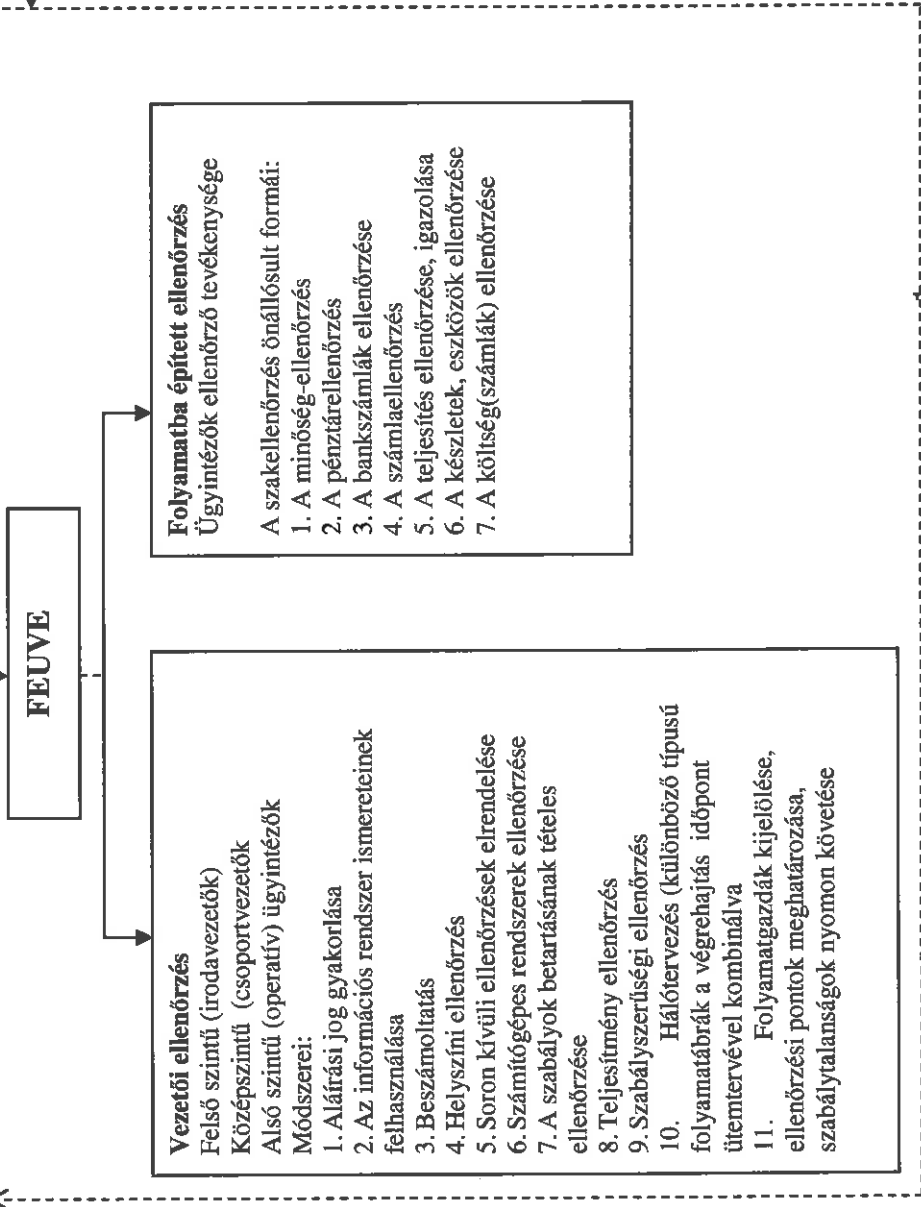 FEUVE
Vezetői ellenőrzés
Felső szintű (irodavezetők)
Középszintű (csoportvezetők
Alsó szintű (operatív) ügyintézők
Módszerei:
1. Aláírási jog gyakorlása
2. Az információs rendszer ismereteinek
felhasználása
3. Beszámoltatás
4. Helyszíni ellenőrzés
5. Soron kívüli ellenőrzések elrendelése
6. Számítógépes rendszerek ellenőrzése
7. A szabályok betartásának tételes
ellenőrzése
8. Teljesítmény ellenőrzés
9. Szabályszerűségi ellenőrzés
10. Hálótervezés (különböző típusú
folyamatábrák a végrehajtás időpont
ütemtervével kombinálva
11. Folyamatgazdák kijelölése,
ellenőrzési pontok meghatározása,
szabálytalanságok nyomon követése
Folyamatba épített ellenőrzés
Ügyintézők ellenőrző tevékenysége
A szakellenőrzés önállósult formái:
1. A minőség-ellenőrzés
2. A pénztárellenőrzés
3. A bankszámlák ellenőrzése
4. A számlaellenőrzés
5. A teljesítés ellenőrzése, igazolása
6. A készletek, eszközök ellenőrzése
7. A költség(számlák) ellenőrzése